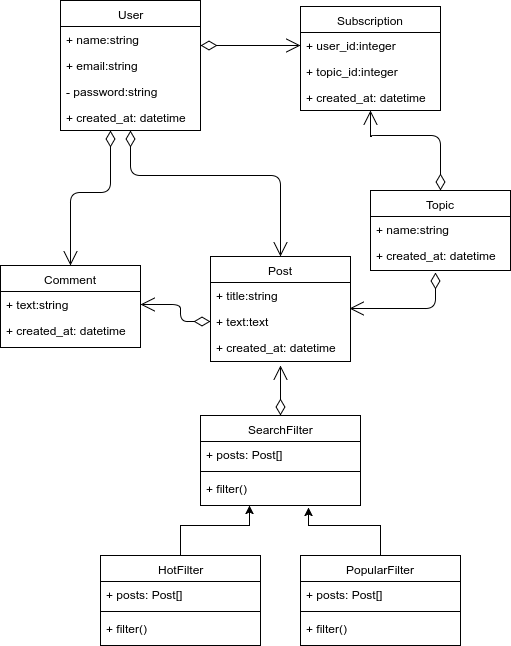 User
+ name:string
+ email:string
- password:string
+ created_at: datetime
Subscription
+ user_id:integer
+ topic_id:integer
+ created_at: datetime
Topic
+ name:string
+ created_at: datetime
Comment
+ text:string
+ created_at: datetime
Post
+ title:string
+ text:text
+ created_at: datetime
SearchFilter
+ posts: Post[]
+ filter()
HotFilter
+ posts: Post[]
+ filter()
PopularFilter
+ posts: Post[]
+ filter()